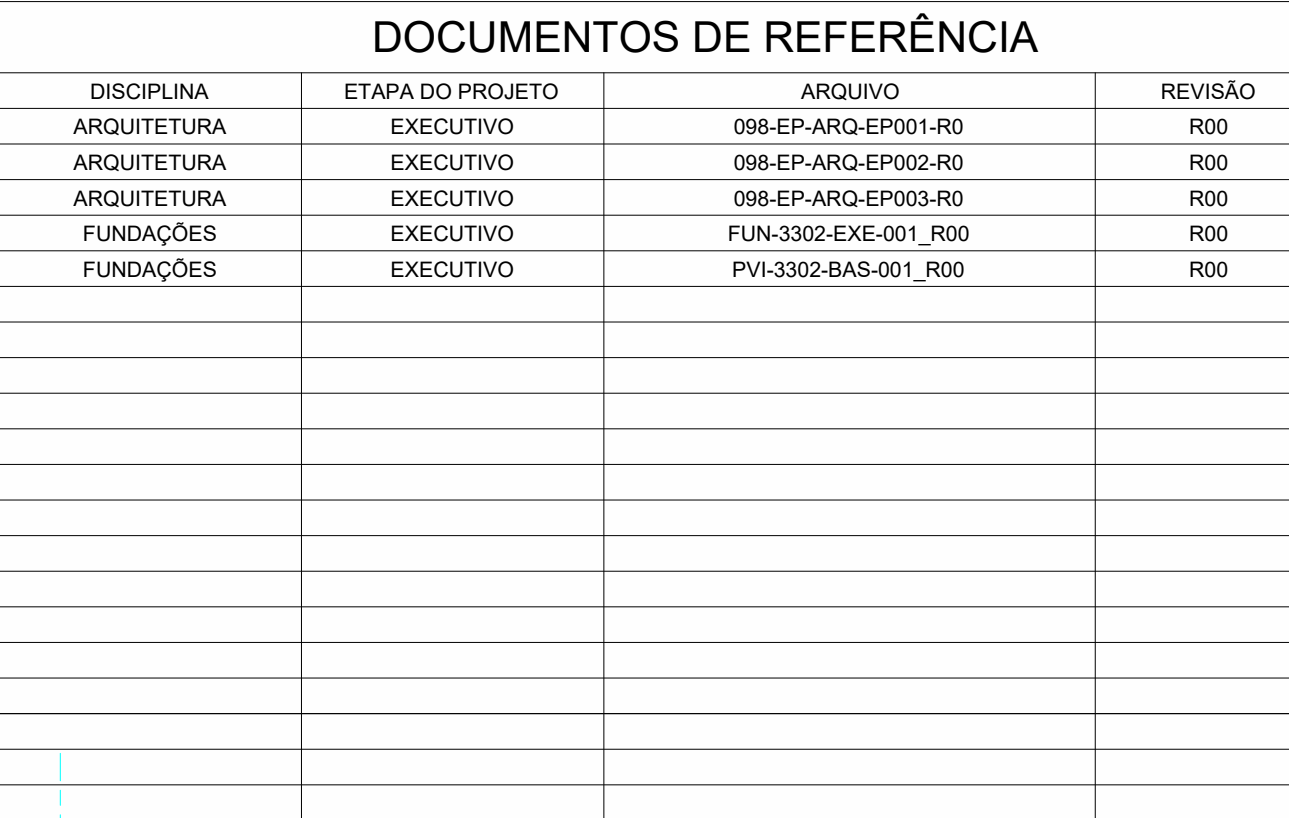 DOCUMENTOS DE REFERÊNCIA
DISCIPLINA ETAPA DO PROJETO ARQUIVO REVISÃO
ARQUITETURA EXECUTIVO 098-EP-ARQ-EP001-R0 R00
ARQUITETURA EXECUTIVO 098-EP-ARQ-EP002-R0 R00
ARQUITETURA EXECUTIVO 098-EP-ARQ-EP003-R0 R00
FUNDAÇÕES EXECUTIVO FUN-3302-EXE-001_R00 R00
FUNDAÇÕES EXECUTIVO PVI-3302-BAS-001_R00 R00